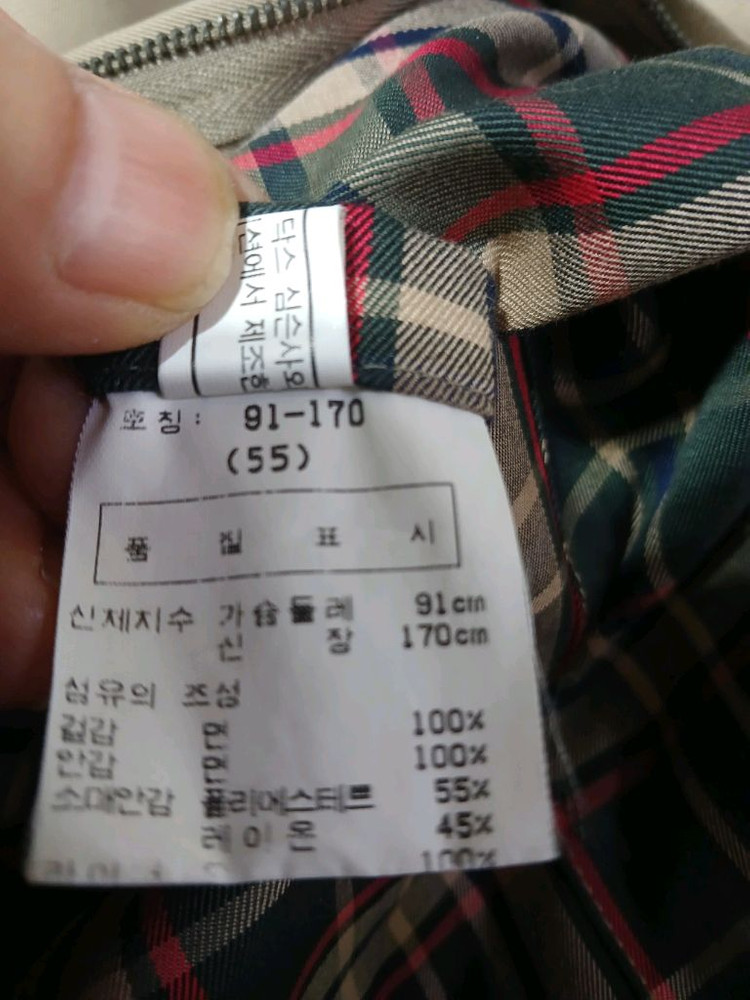 닥스 심슨사
션에서 제조한
호칭: 91-170
(55)
품 질 표 시
신체치수 가슴둘레 91cm
신 장 170cm
섬유의 조성
겉감 면 100%
안감 면 100%
소매안감 폴리에스테르 55%
레이온 45%
100%